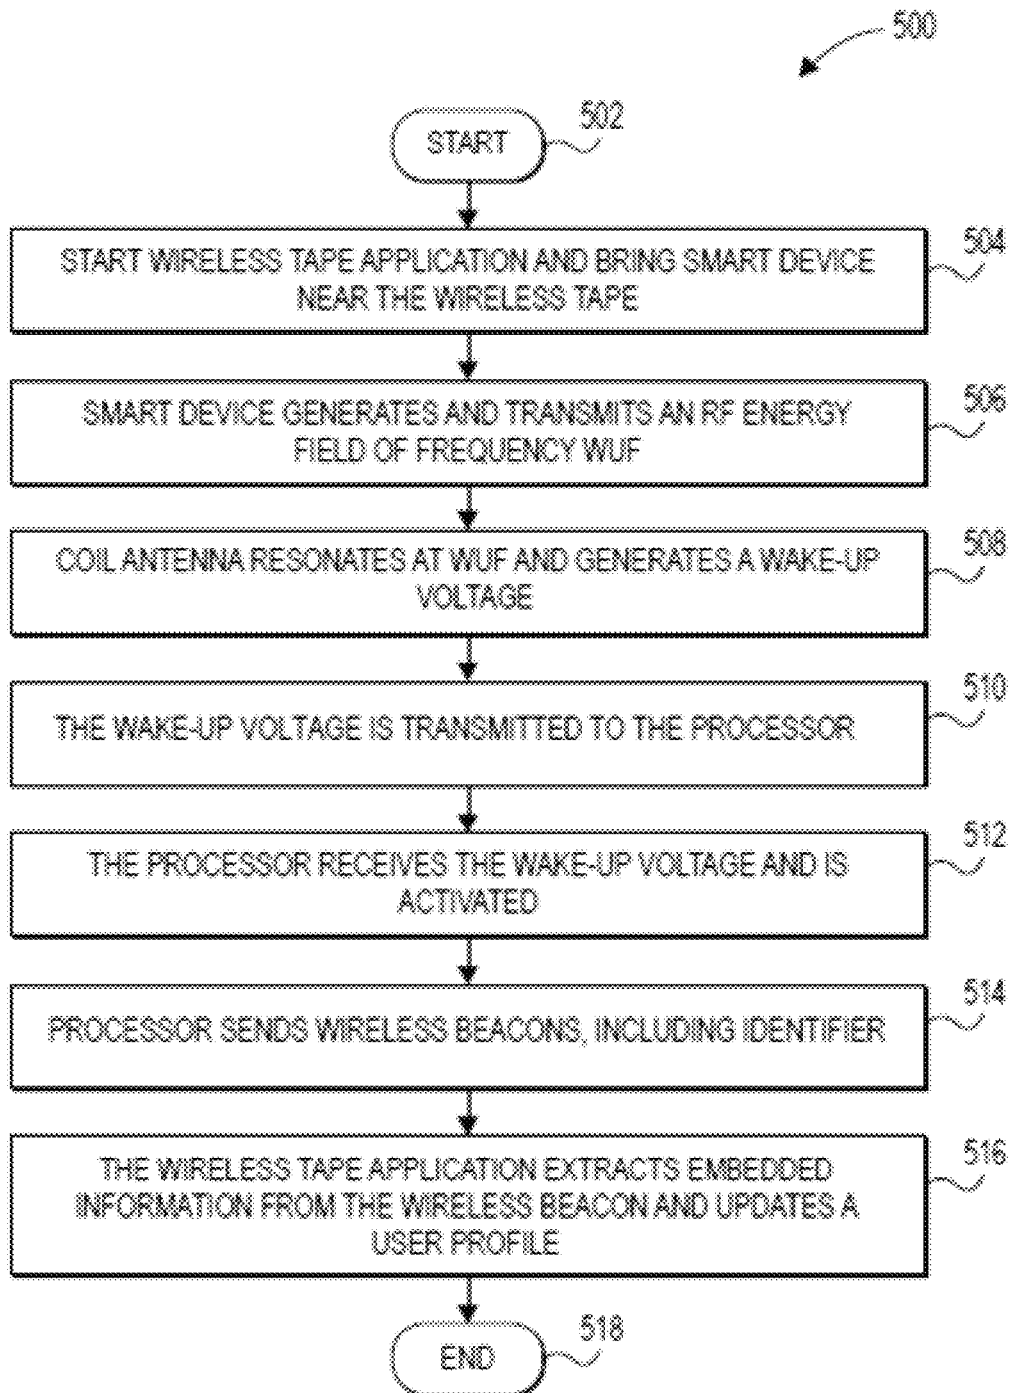 500
START
502
START WIRELESS TAPE APPLICATION AND BRING SMART DEVICE
NEAR THE WIRELESS TAPE
504
SMART DEVICE GENERATES AND TRANSMITS AN RF ENERGY
FIELD OF FREQUENCY WUF
506
COIL ANTENNA RESONATES AT WUF AND GENERATES A WAKE-UP
VOLTAGE
508
THE WAKE-UP VOLTAGE IS TRANSMITTED TO THE PROCESSOR
510
THE PROCESSOR RECEIVES THE WAKE-UP VOLTAGE AND IS
ACTIVATED
512
PROCESSOR SENDS WIRELESS BEACONS, INCLUDING IDENTIFIER
514
THE WIRELESS TAPE APPLICATION EXTRACTS EMBEDDED
INFORMATION FROM THE WIRELESS BEACON AND UPDATES A
USER PROFILE
516
END
518